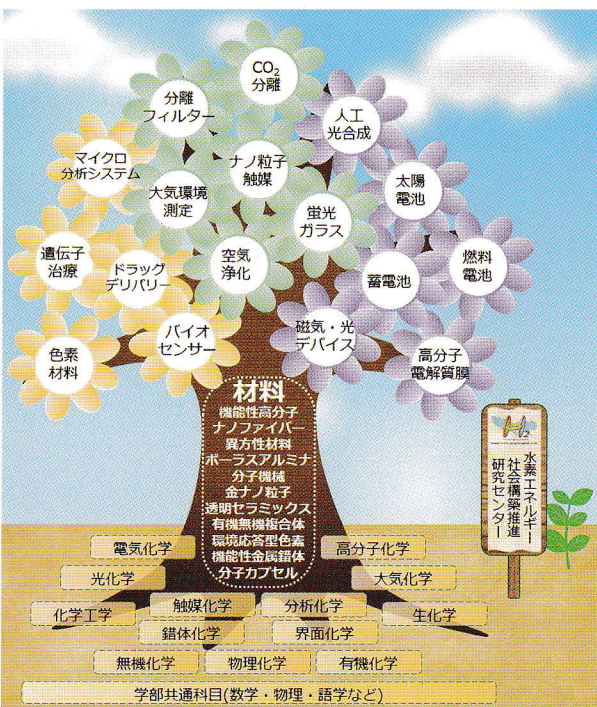 CO₂
分離
分離
フィルター
人工
光合成
マイクロ
分析システム
ナノ粒子
触媒
太陽
電池
大気環境
測定
蛍光
ガラス
遺伝子
治療
ドラッグ
デリバリー
空気
浄化
蓄電池
燃料
電池
色素
材料
バイオ
センサー
磁気・光
デバイス
高分子
電解質膜
材料
機能性高分子
ナノファイバー
異方性材料
ポーラスアルミナ
分子機械
金ナノ粒子
透明セラミックス
有機無機複合体
環境応答型色素
機能性金属錯体
分子カプセル
H2
水素エネルギー
社会構築推進
研究センター
電気化学
高分子化学
光化学
大気化学
化学工学
触媒化学
分析化学
生化学
錯体化学
界面化学
無機化学
物理化学
有機化学
学部共通科目(数学・物理・語学など)